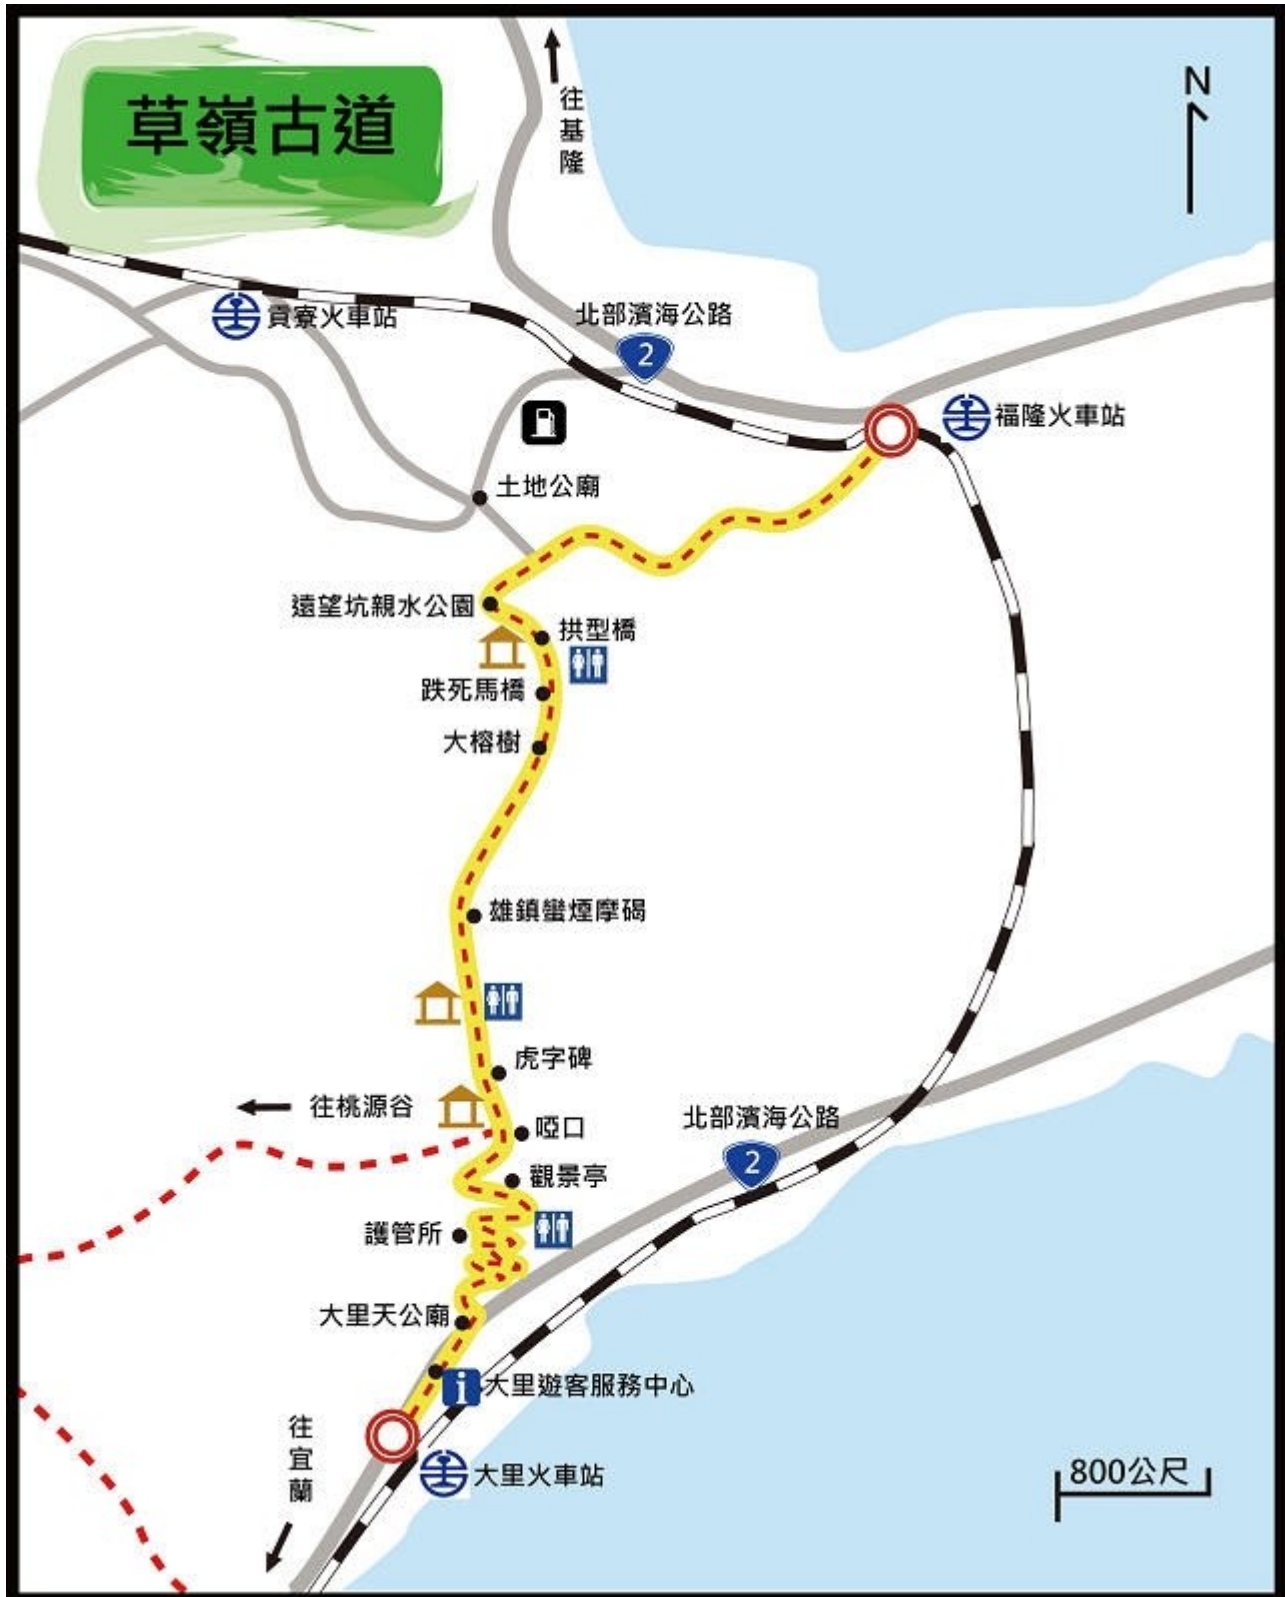 草嶺古道
往基隆
N
貢寮火車站
北部濱海公路
2
福隆火車站
土地公廟
遠望坑親水公園
拱型橋
跌死馬橋
大榕樹
雄鎮蠻煙摩碣
虎字碑
往桃源谷
啞口
北部濱海公路
2
觀景亭
護管所
大里天公廟
i
大里遊客服務中心
往宜蘭
大里火車站
800公尺